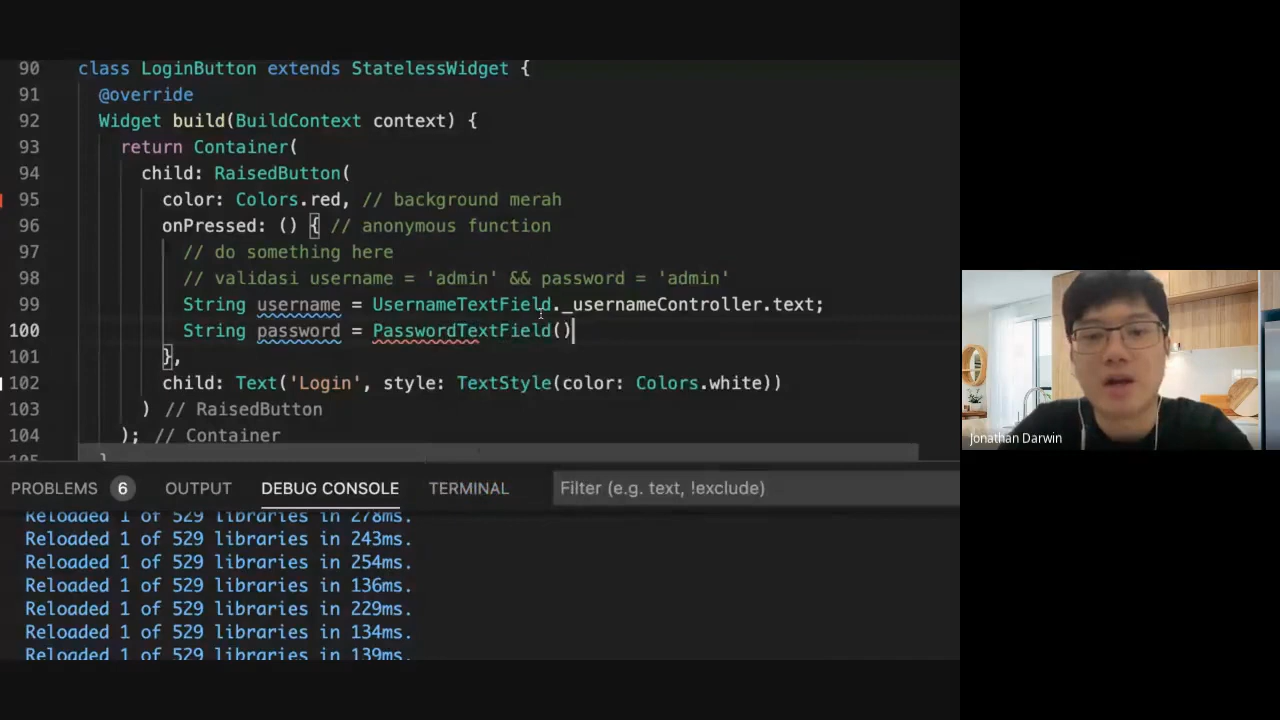 90 class LoginButton extends StatelessWidget {
91 @override
92 Widget build(BuildContext context) {
93 return Container(
94 child: RaisedButton(
95 color: Colors.red, // background merah
96 onPressed: () { // anonymous function
97 // do something here
98 // validasi username = 'admin' && password = 'admin'
99 String username = UsernameTextField._usernameController.text;
100 String password = PasswordTextField()
101 },
102 child: Text('Login', style: TextStyle(color: Colors.white))
103 ) // RaisedButton
104 ); // Container
105 }
PROBLEMS 6 OUTPUT DEBUG CONSOLE TERMINAL Filter (e.g. text, !exclude)
Reloaded 1 of 529 libraries in 278ms.
Reloaded 1 of 529 libraries in 243ms.
Reloaded 1 of 529 libraries in 254ms.
Reloaded 1 of 529 libraries in 136ms.
Reloaded 1 of 529 libraries in 229ms.
Reloaded 1 of 529 libraries in 134ms.
Reloaded 1 of 529 libraries in 139ms.
Jonathan Darwin